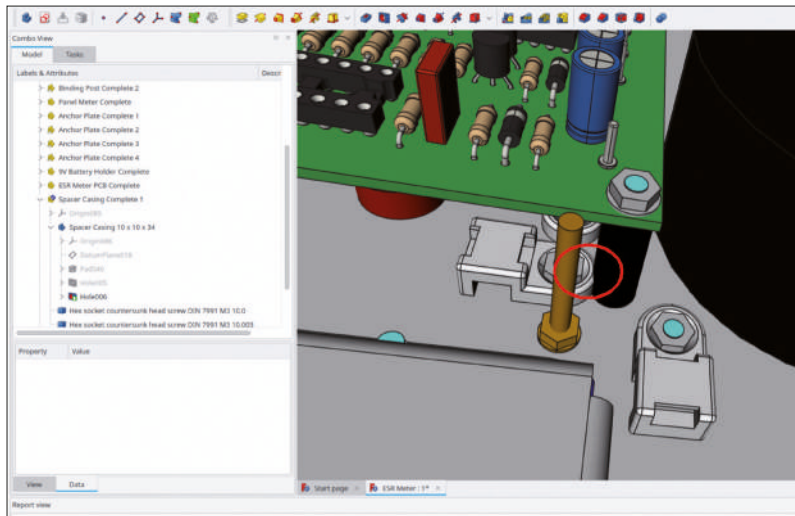 Combo View
Model Tasks
Labels & Attributes Descr
Binding Post Complete 2
Panel Meter Complete
Anchor Plate Complete 1
Anchor Plate Complete 2
Anchor Plate Complete 3
Anchor Plate Complete 4
9V Battery Holder Complete
ESR Meter PCB Complete
Spacer Casing Complete 1
Spacer Casing 10 x 10 x 34
Hole006
Hex socket countersunk head screw DIN 7991 M3 10.0
Hex socket countersunk head screw DIN 7991 M3 10.003
Property Value
View Data
Start page ESR Meter : 1*
Report view